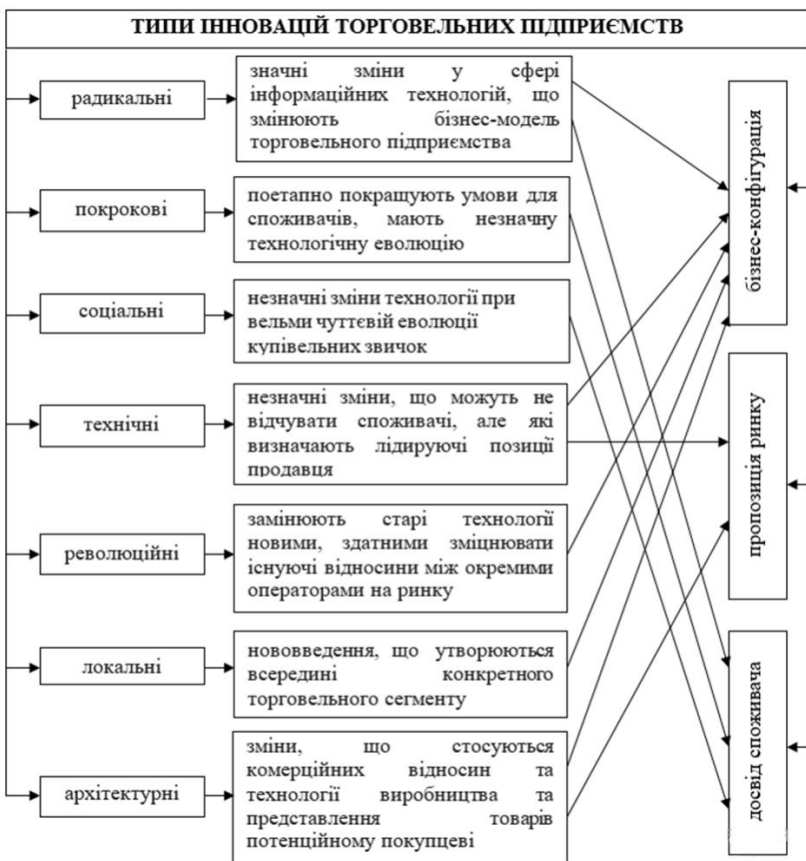 ТИПИ ІННОВАЦІЙ ТОРГОВЕЛЬНИХ ПІДПРИЄМСТВ
радикальні
значні зміни у сфері
інформаційних технологій, що
змінюють бізнес-модель
торговельного підприємства
покрокові
поетапно покращують умови для
споживачів, мають незначну
технологічну еволюцію
соціальні
незначні зміни технології при
вельми чуттєвій еволюції
купівельних звичок
технічні
незначні зміни, що можуть не
відчувати споживачі, але які
визначають лідируючі позиції
продавця
революційні
замінюють старі технології
новими, здатними зміцнювати
існуючі відносини між окремими
операторами на ринку
локальні
нововведення, що утворюються
всередині конкретного
торговельного сегменту
архітектурні
зміни, що стосуються
комерційних відносин та
технології виробництва та
представлення товарів
потенційному покупцеві
бізнес-конфігурація
пропозиція ринку
досвід споживача